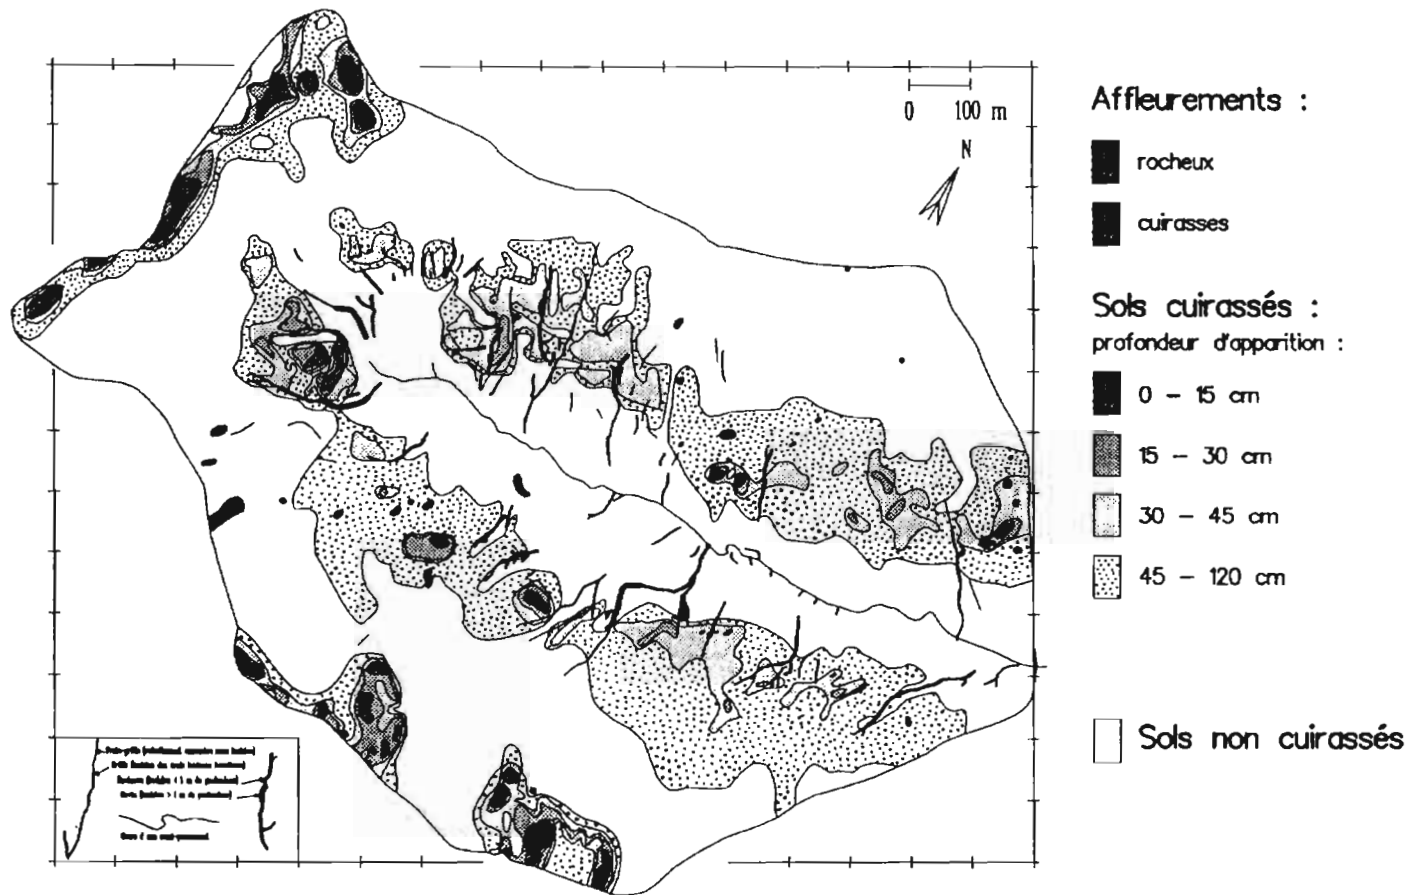 0 100 m
N
Affleurements :
rocheux
cuirasses
Sols cuirassés :
profondeur d'apparition :
0 – 15 cm
15 – 30 cm
30 – 45 cm
45 – 120 cm
Sols non cuirassés